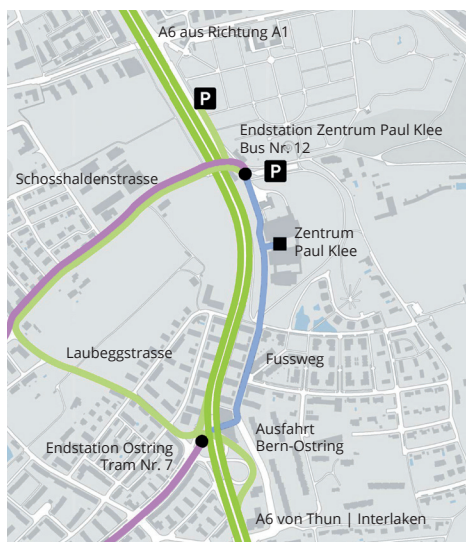 A6 aus Richtung A1
P
Endstation Zentrum Paul Klee
Bus Nr. 12
P
Schosshaldenstrasse
Zentrum
Paul Klee
Laubeggstrasse
Fussweg
Ausfahrt
Bern-Ostring
Endstation Ostring
Tram Nr. 7
A6 von Thun | Interlaken